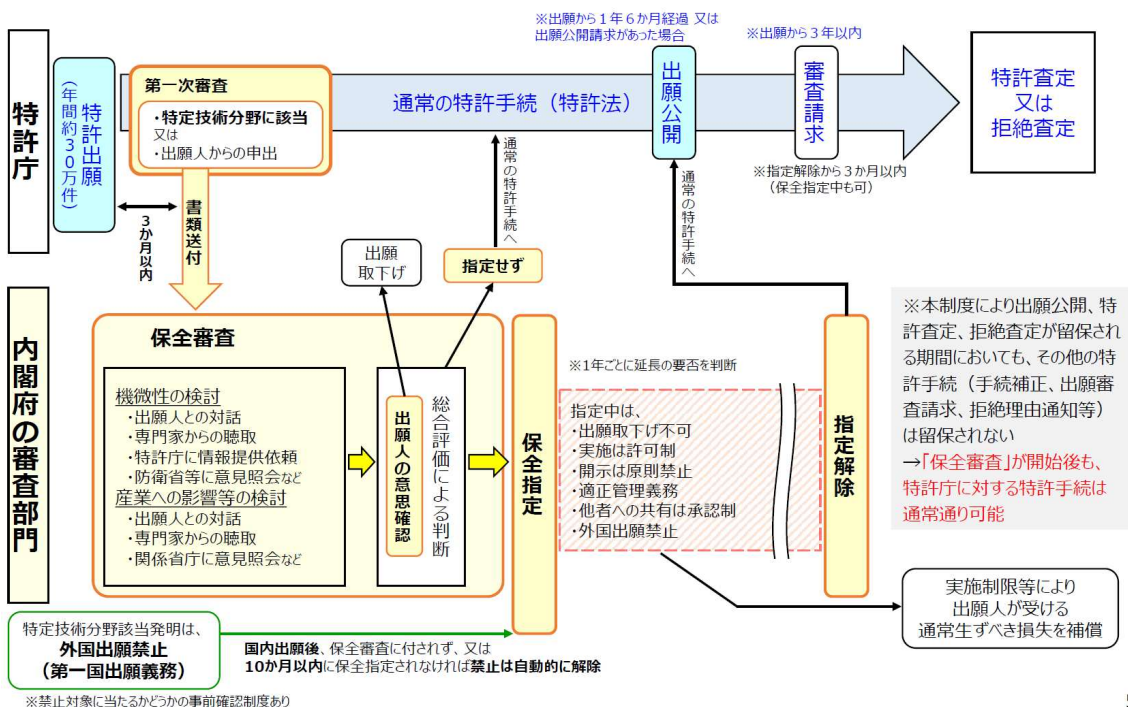 ※出願から１年６か月経過 又は
出願公開請求があった場合
※出願から３年以内
特許庁
特許出願
（年間約３０万件）
第一次審査
・特定技術分野に該当
又は
・出願人からの申出
通常の特許手続（特許法）
出願公開
審査請求
特許査定
又は
拒絶査定
※指定解除から３か月以内
（保全指定中も可）
３か月以内
書類送付
通常の特許手続へ
通常の特許手続へ
出願
取下げ
指定せず
内閣府の審査部門
保全審査
機微性の検討
・出願人との対話
・専門家からの聴取
・特許庁に情報提供依頼
・防衛省等に意見照会など
産業への影響等の検討
・出願人との対話
・専門家からの聴取
・関係省庁に意見照会など
出願人の意思確認
総合評価による判断
保全指定
※1年ごとに延長の要否を判断
指定中は、
・出願取下げ不可
・実施は許可制
・開示は原則禁止
・適正管理義務
・他者への共有は承認制
・外国出願禁止
指定解除
※本制度により出願公開、特
許査定、拒絶査定が留保され
る期間においても、その他の特
許手続（手続補正、出願審
査請求、拒絶理由通知等）
は留保されない
→「保全審査」が開始後も、
特許庁に対する特許手続は
通常通り可能
実施制限等により
出願人が受ける
通常生ずべき損失を補償
特定技術分野該当発明は、
外国出願禁止
（第一国出願義務）
国内出願後、保全審査に付されず、又は
10か月以内に保全指定されなければ禁止は自動的に解除
※禁止対象に当たるかどうかの事前確認制度あり